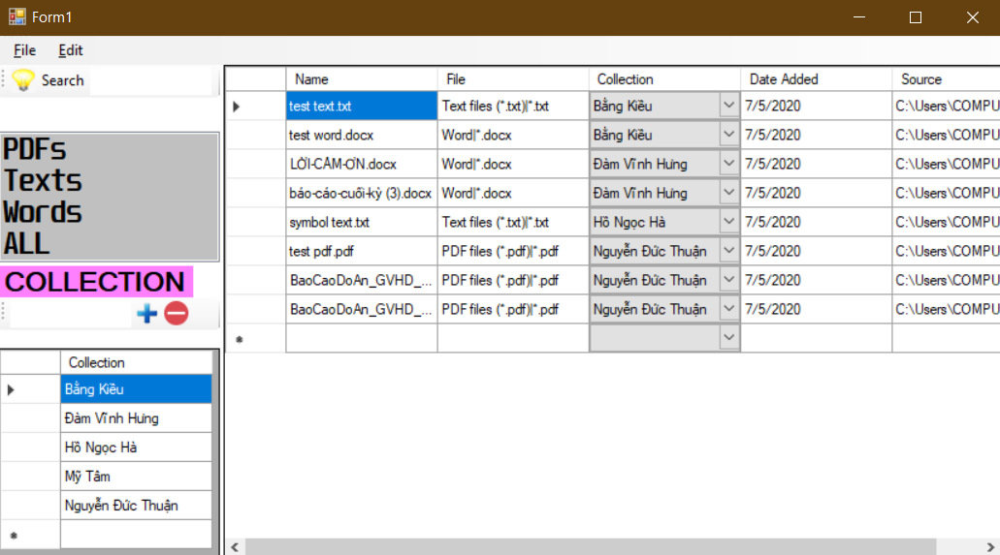 Form1
File Edit
Search
PDFs
Texts
Words
ALL
COLLECTION
Collection
Bằng Kiều
Đàm Vĩnh Hưng
Hồ Ngọc Hà
Mỹ Tâm
Nguyễn Đức Thuận
Name File Collection Date Added Source
test text.txt Text files (*.txt)|*.txt Bằng Kiều 7/5/2020 C:\Users\COMPU
test word.docx Word|*.docx Bằng Kiều 7/5/2020 C:\Users\COMPU
LỜI-CẢM-ƠN.docx Word|*.docx Đàm Vĩnh Hưng 7/5/2020 C:\Users\COMPU
báo-cáo-cuối-kỳ (3).docx Word|*.docx Đàm Vĩnh Hưng 7/5/2020 C:\Users\COMPU
symbol text.txt Text files (*.txt)|*.txt Hồ Ngọc Hà 7/5/2020 C:\Users\COMPU
test pdf.pdf PDF files (*.pdf)|*.pdf Nguyễn Đức Thuận 7/5/2020 C:\Users\COMPU
BaoCaoDoAn_GVHD_... PDF files (*.pdf)|*.pdf Nguyễn Đức Thuận 7/5/2020 C:\Users\COMPU
BaoCaoDoAn_GVHD_... PDF files (*.pdf)|*.pdf Nguyễn Đức Thuận 7/5/2020 C:\Users\COMPU